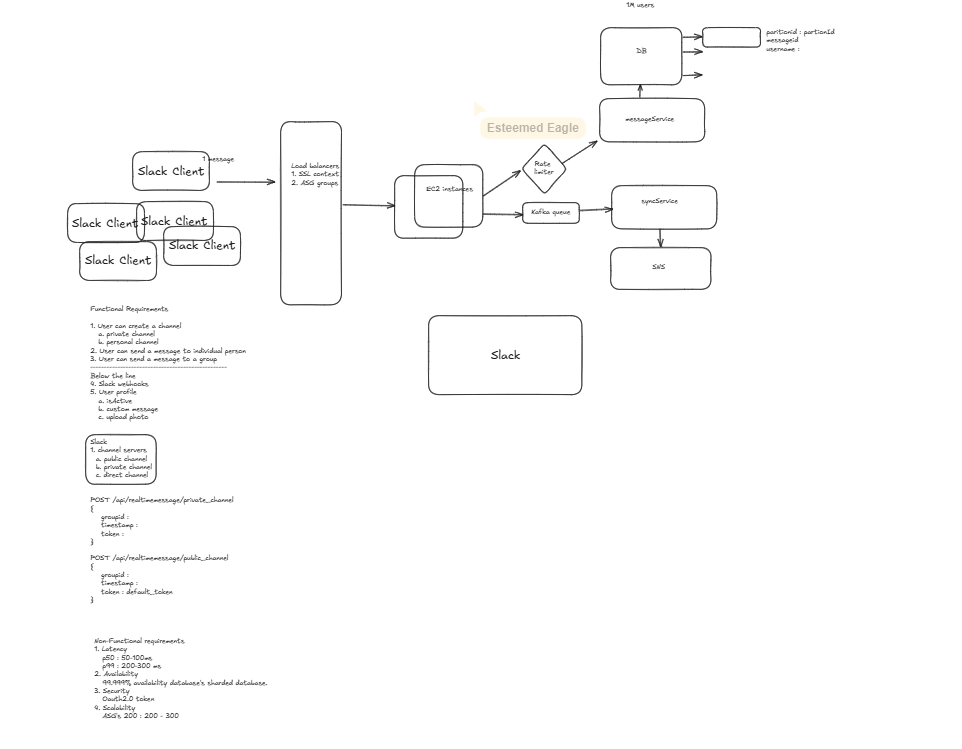 1M users
DB
paritionid : partionId
messageid
username :
messageService
Esteemed Eagle
Rate
limiter
1 message
Slack Client
Slack Client
Slack Client
Slack Client
Slack Client
Load balancers
1. SSL context
2. ASG groups
EC2 instances
Kafka queue
syncService
SNS
Slack
Functional Requirements
1. User can create a channel
a. private channel
b. personal channel
2. User can send a message to individual person
3. User can send a message to a group
Below the line
4. Slack webhooks
5. User profile
a. isActive
b. custom message
c. upload photo
Slack
1. channel servers
a. public channel
b. private channel
c. direct channel
POST /api/realtimemessage/private_channel
{
groupid :
timestamp :
token :
}
POST /api/realtimemessage/public_channel
{
groupid :
timestamp :
token : default_token
}
Non-Functional requirements
1. Latency
p50 : 50-100ms
p99 : 200-300 ms
2. Availability
99.999% availability database's sharded database.
3. Security
Oauth2.0 token
4. Scalability
ASG's 200 : 200 - 300